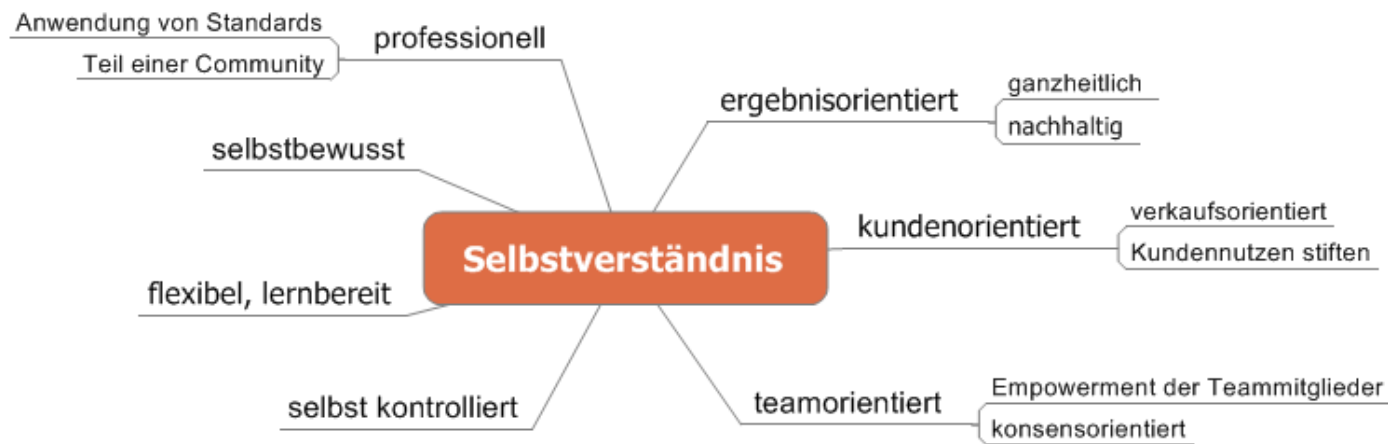 Anwendung von Standards
Teil einer Community
professionell
selbstbewusst
flexibel, lernbereit
selbst kontrolliert
Selbstverständnis
ergebnisorientiert
ganzheitlich
nachhaltig
kundenorientiert
verkaufsorientiert
Kundennutzen stiften
teamorientiert
Empowerment der Teammitglieder
konsensorientiert